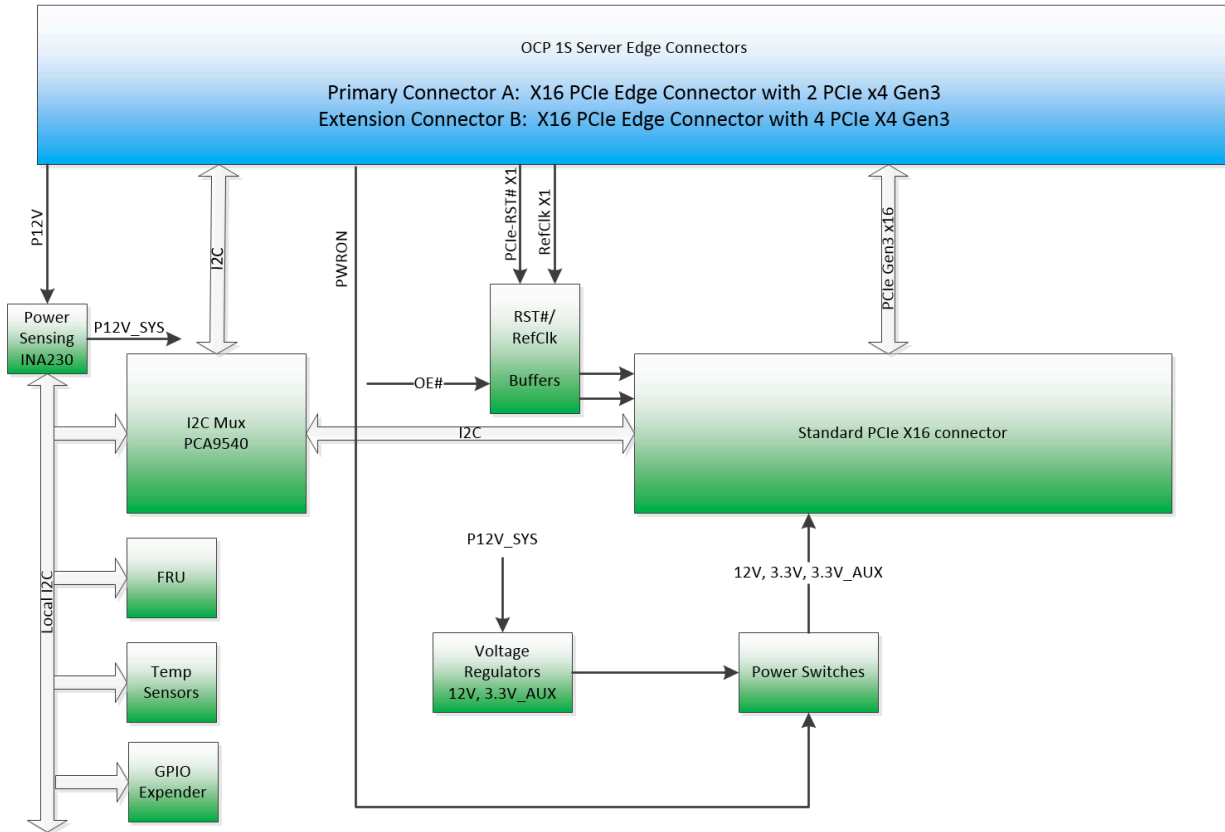 OCP 1S Server Edge Connectors
Primary Connector A:  X16 PCIe Edge Connector with 2 PCIe x4 Gen3
Extension Connector B:  X16 PCIe Edge Connector with 4 PCIe X4 Gen3
P12V
I2C
PWRON
PCIe-RST# X1
RefClk X1
PCIe Gen3 x16
Power
Sensing
INA230
P12V_SYS
RST#/
RefClk
Buffers
OE#
I2C Mux
PCA9540
I2C
Standard PCIe X16 connector
Local I2C
FRU
Temp
Sensors
GPIO
Expender
P12V_SYS
Voltage
Regulators
12V, 3.3V_AUX
12V, 3.3V, 3.3V_AUX
Power Switches